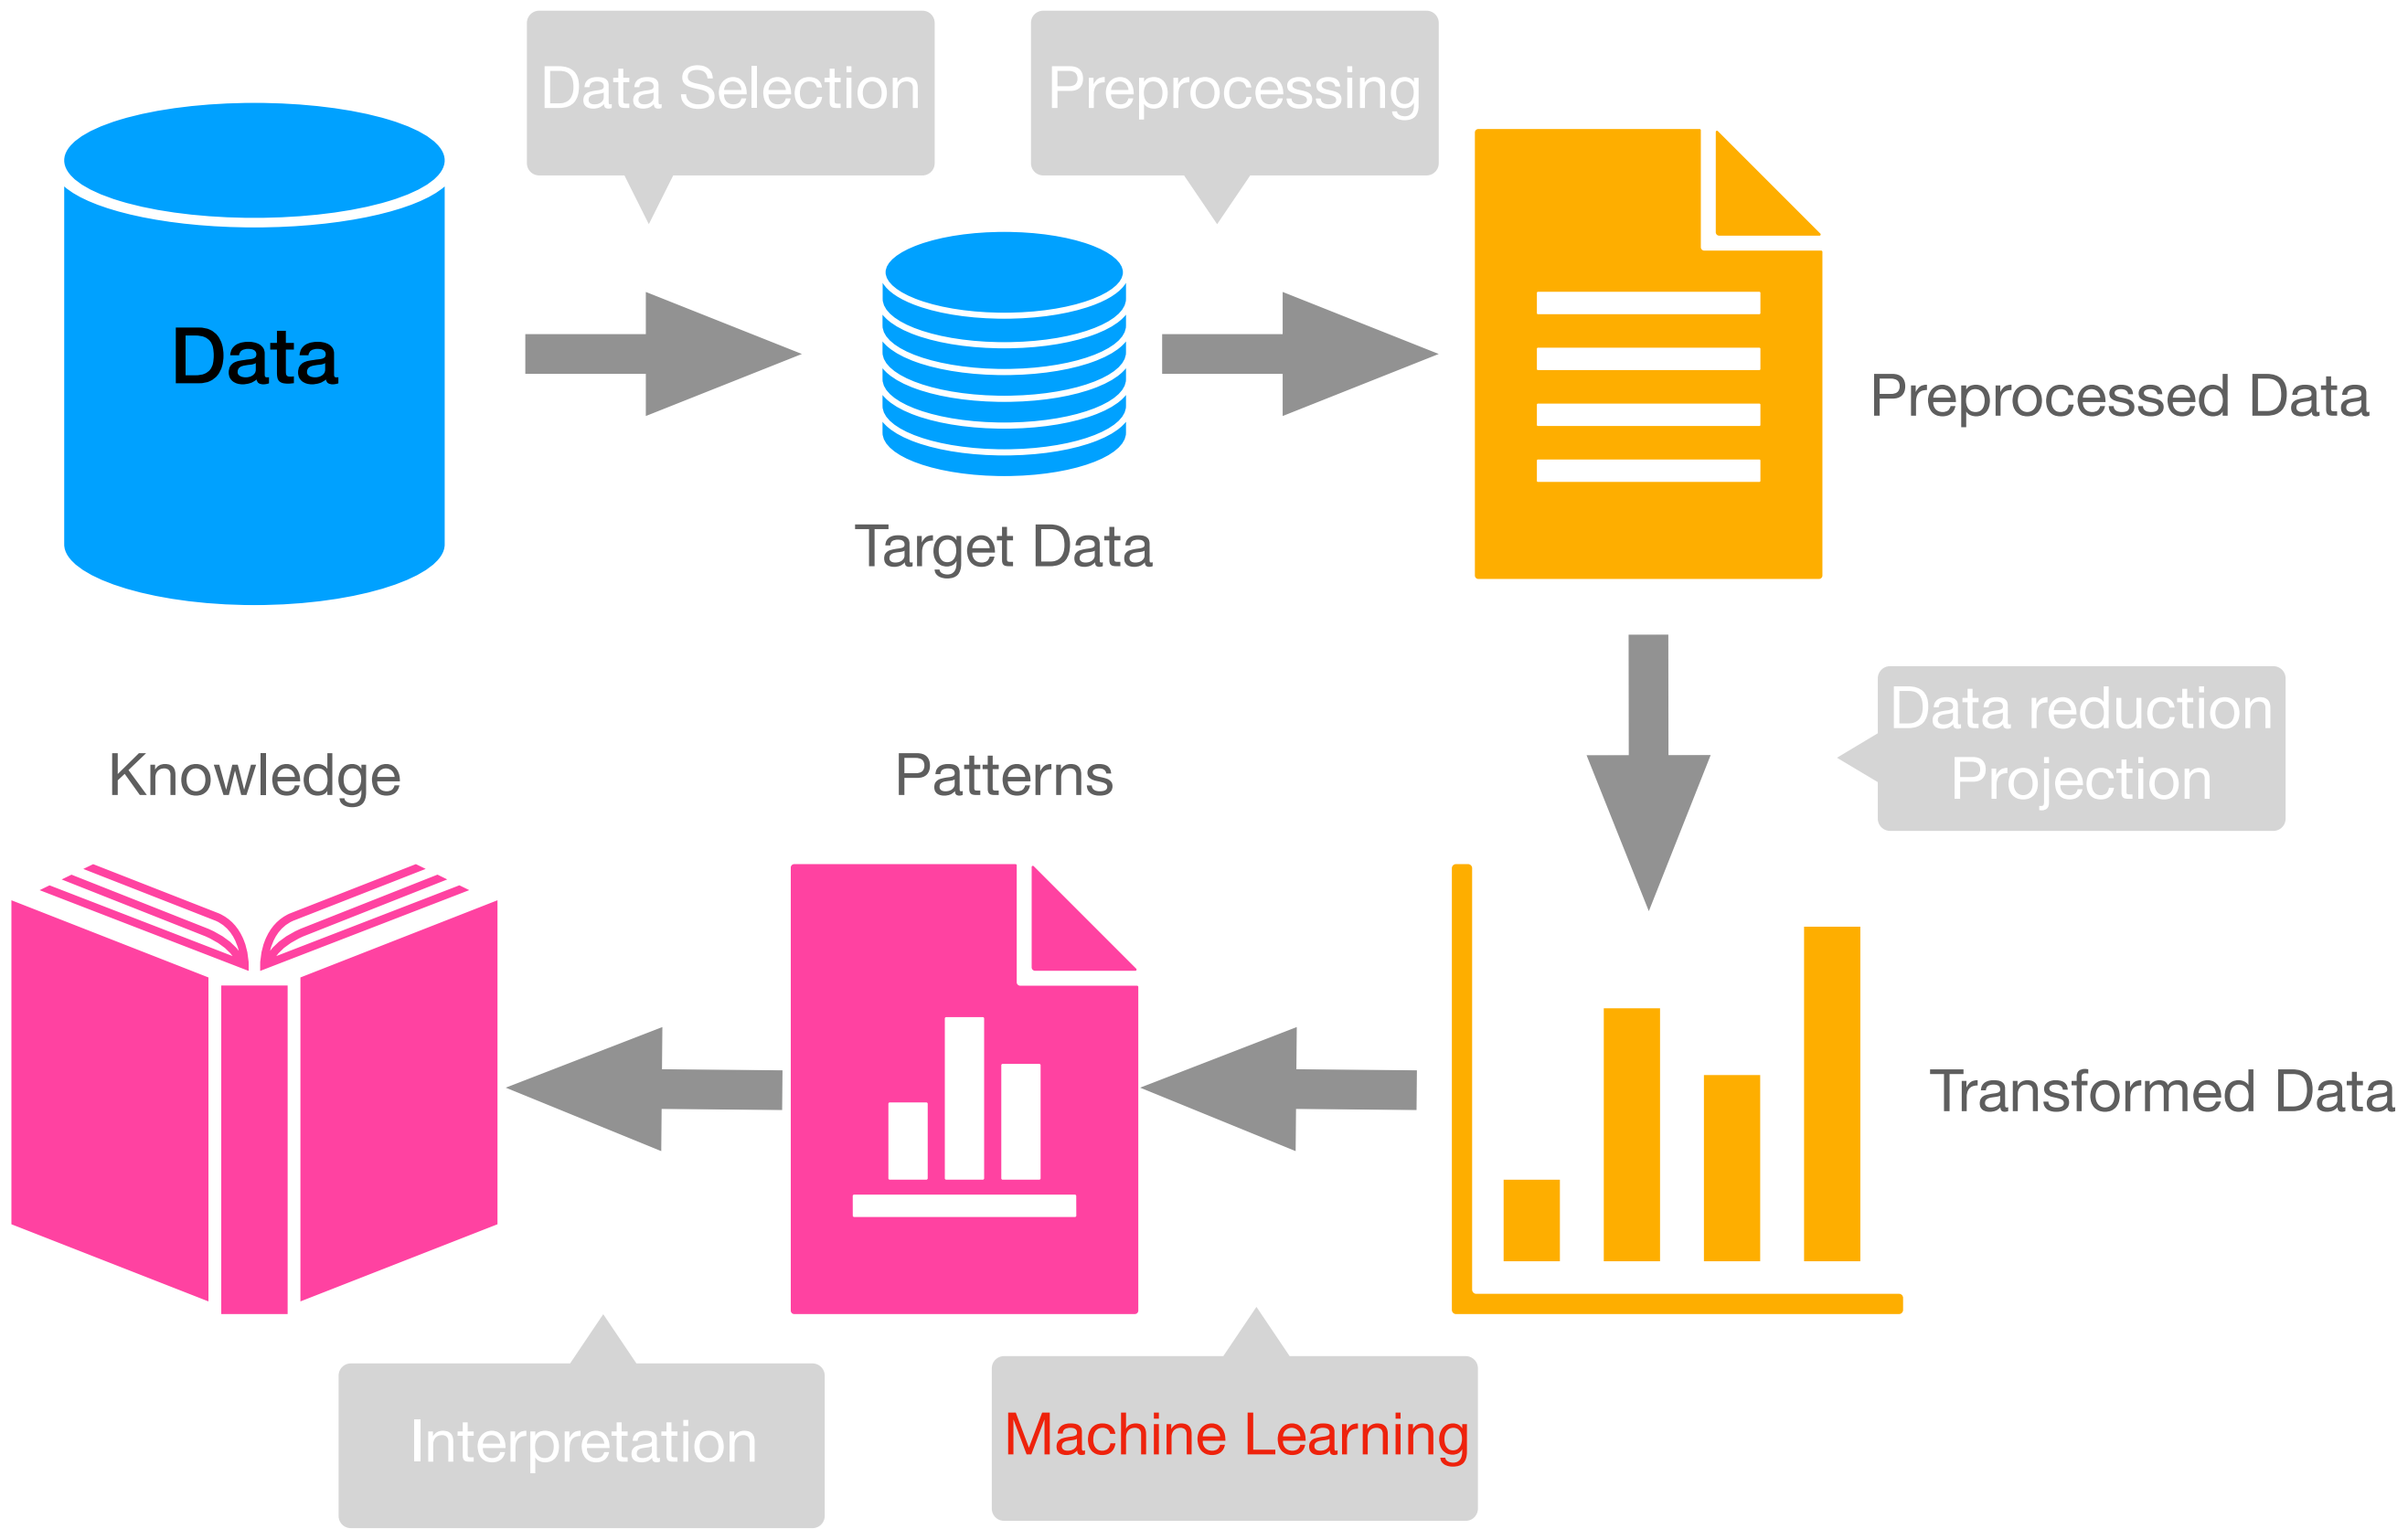 Data Selection
Preprocessing
Data
Preprocessed Data
Target Data
Data reduction
Projection
Knowledge
Patterns
Transformed Data
Interpretation
Machine Learning